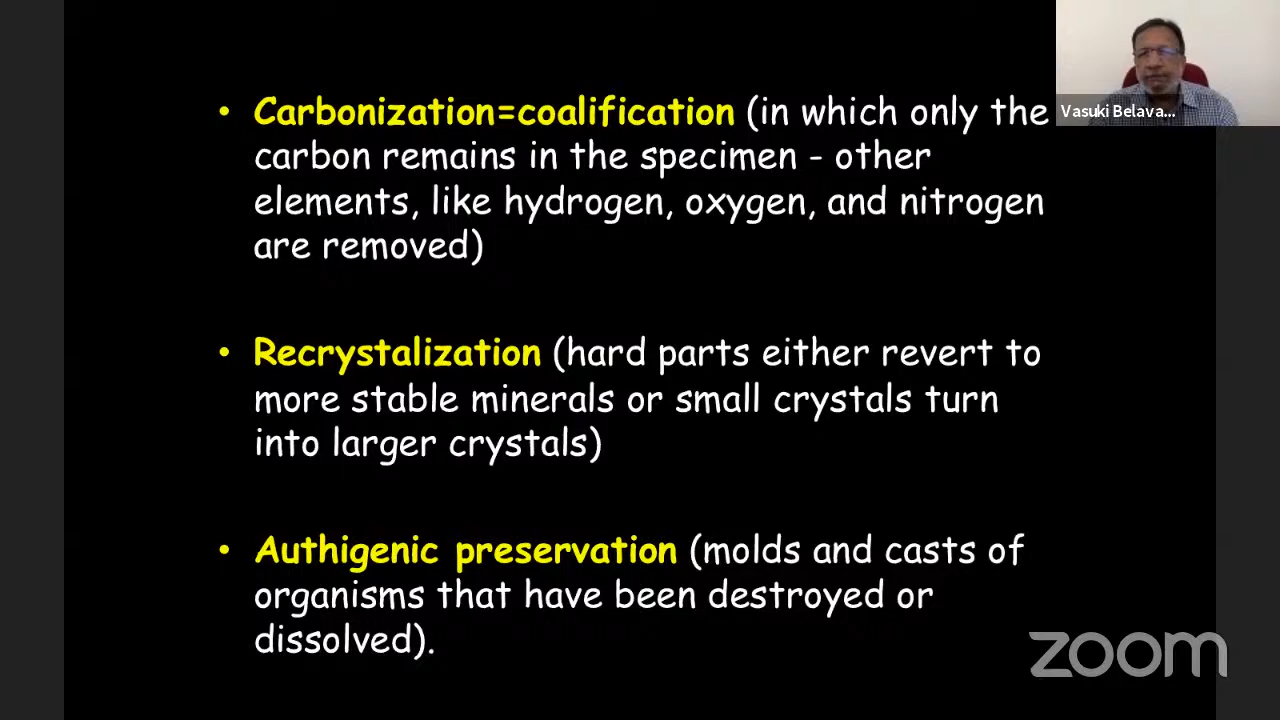 • Carbonization=coalification (in which only the
carbon remains in the specimen - other
elements, like hydrogen, oxygen, and nitrogen
are removed)
• Recrystalization (hard parts either revert to
more stable minerals or small crystals turn
into larger crystals)
• Authigenic preservation (molds and casts of
organisms that have been destroyed or
dissolved).
Vasuki Belava...
zoom